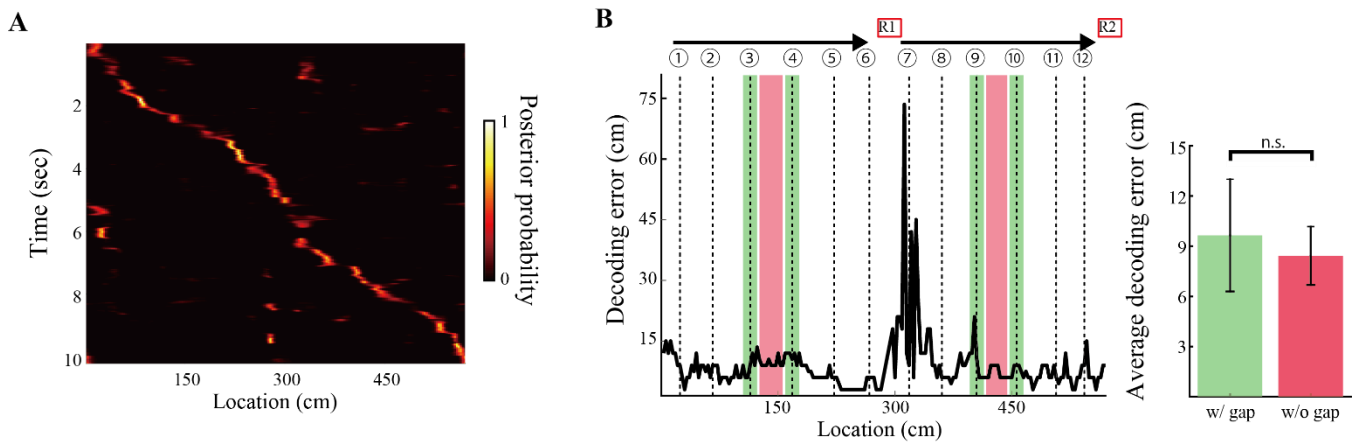 A
Time (sec)
2
4
6
8
10
150
300
450
Location (cm)
1
0
Posterior probability
B
R1
R2
① ② ③ ④ ⑤ ⑥ ⑦ ⑧ ⑨ ⑩ ⑪ ⑫
Decoding error (cm)
75
60
45
30
15
150
300
450
Location (cm)
Average decoding error (cm)
15
12
9
6
3
n.s.
w/ gap
w/o gap